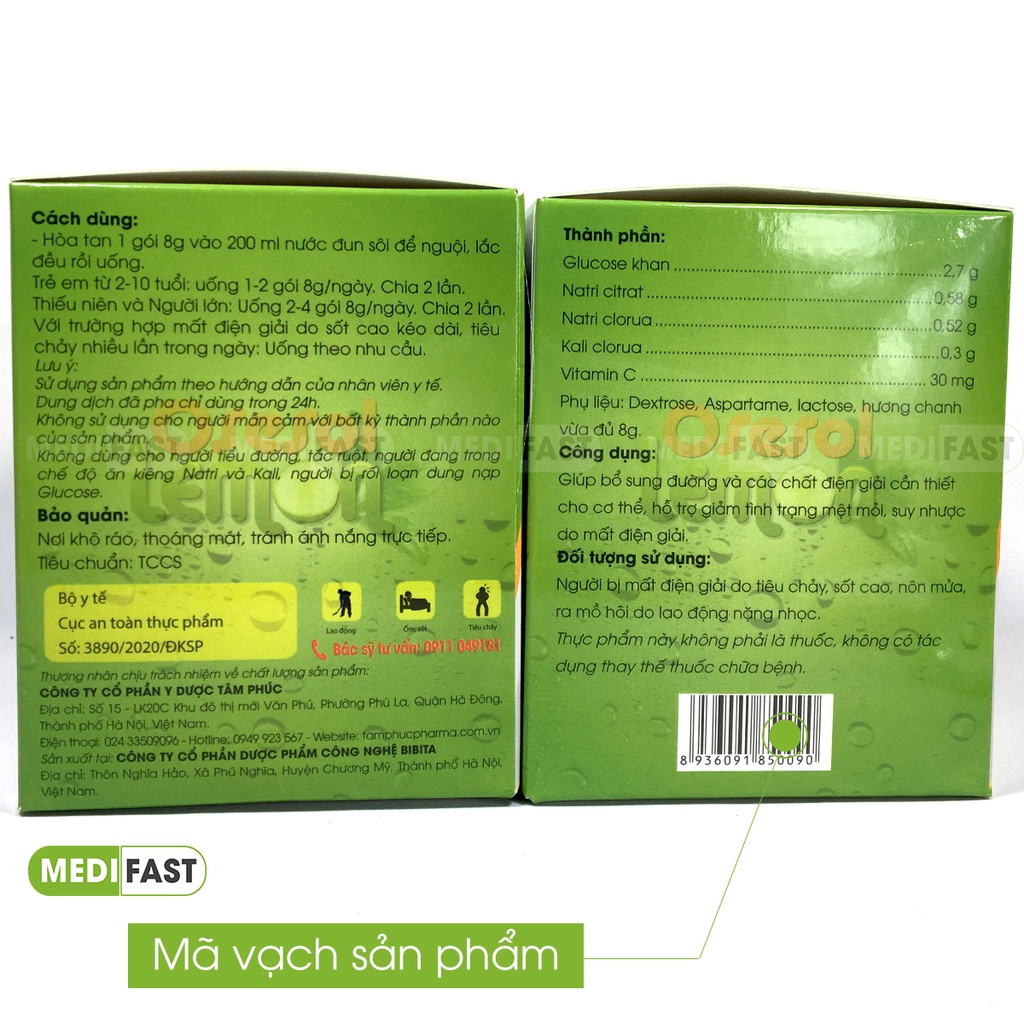 Cách dùng:
- Hòa tan 1 gói 8g vào 200 ml nước đun sôi để nguội, lắc
đều rồi uống.
Trẻ em từ 2-10 tuổi: uống 1-2 gói 8g/ngày. Chia 2 lần.
Thiếu niên và Người lớn: Uống 2-4 gói 8g/ngày. Chia 2 lần.
Với trường hợp mất điện giải do sốt cao kéo dài, tiêu
chảy nhiều lần trong ngày: Uống theo nhu cầu.
Lưu ý:
Sử dụng sản phẩm theo hướng dẫn của nhân viên y tế.
Dung dịch đã pha chỉ dùng trong 24h.
Không sử dụng cho người mẫn cảm với bất kỳ thành phần nào
của sản phẩm.
Không dùng cho người tiểu đường, tắc ruột, người đang trong
chế độ ăn kiêng Natri và Kali, người bị rối loạn dung nạp
Glucose.
Oresol
Lemon
Bảo quản:
Nơi khô ráo, thoáng mát, tránh ánh nắng trực tiếp.
Tiêu chuẩn: TCCS
Bộ y tế
Cục an toàn thực phẩm
Số: 3890/2020/ĐKSP
Lao động
Ốm, sốt
Tiêu chảy
Bác sỹ tư vấn: 0911 049181
Thương nhân chịu trách nhiệm về chất lượng sản phẩm:
CÔNG TY CỔ PHẦN Y DƯỢC TÂM PHÚC
Địa chỉ: Số 15 - LK20C Khu đô thị mới Văn Phú, Phường Phú La, Quận Hà Đông,
Thành phố Hà Nội, Việt Nam.
Điện thoại: 024 33509096 - Hotline: 0949 923 567 - Website: tamphucpharma.com.vn
Sản xuất tại: CÔNG TY CỔ PHẦN DƯỢC PHẨM CÔNG NGHỆ BIBITA
Địa chỉ: Thôn Nghĩa Hảo, Xã Phú Nghĩa, Huyện Chương Mỹ, Thành phố Hà Nội,
Việt Nam.
Thành phần:
Glucose khan ........ 2,7 g
Natri citrat ........ 0,58 g
Natri clorua ........ 0,52 g
Kali clorua ........ 0,3 g
Vitamin C ........ 30 mg
Phụ liệu: Dextrose, Aspartame, lactose, hương chanh
vừa đủ 8g.
Oresol
Lemon
Công dụng:
Giúp bổ sung đường và các chất điện giải cần thiết
cho cơ thể, hỗ trợ giảm tình trạng mệt mỏi, suy nhược
do mất điện giải.
Đối tượng sử dụng:
Người bị mất điện giải do tiêu chảy, sốt cao, nôn mửa,
ra mồ hôi do lao động nặng nhọc.
Thực phẩm này không phải là thuốc, không có tác
dụng thay thế thuốc chữa bệnh.
8 936091 850090
MEDIFAST
MEDIFAST
MEDIFAST
MEDIFAST
Mã vạch sản phẩm